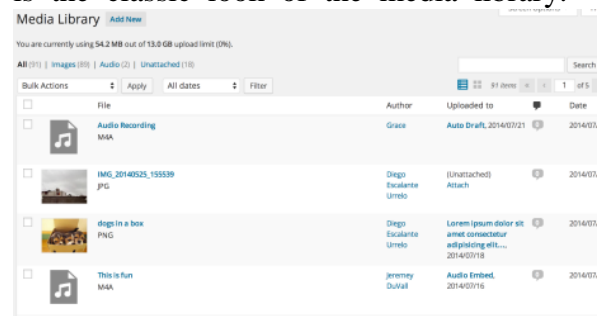 is the classic look of the media library.
Media Library Add New
You are currently using 54.2 MB out of 13.0 GB upload limit (0%).
All (91) | Images (89) | Audio (2) | Unattached (18)
Search
Bulk Actions Apply All dates Filter 91 items « ‹ 1 of 5
File Author Uploaded to Date
Audio Recording Grace Auto Draft, 2014/07/21 0 2014/07/
M4A
IMG_20140525_155539 Diego (Unattached) 0 2014/07/
JPG Escalante Attach
Urrelo
dogs in a box Diego Lorem ipsum dolor sit 0 2014/07/
PNG Escalante amet consectetur
Urrelo adipisicing elit...,
2014/07/18
This is fun Jeremey Audio Embed, 0 2014/07/
M4A DuVall 2014/07/16